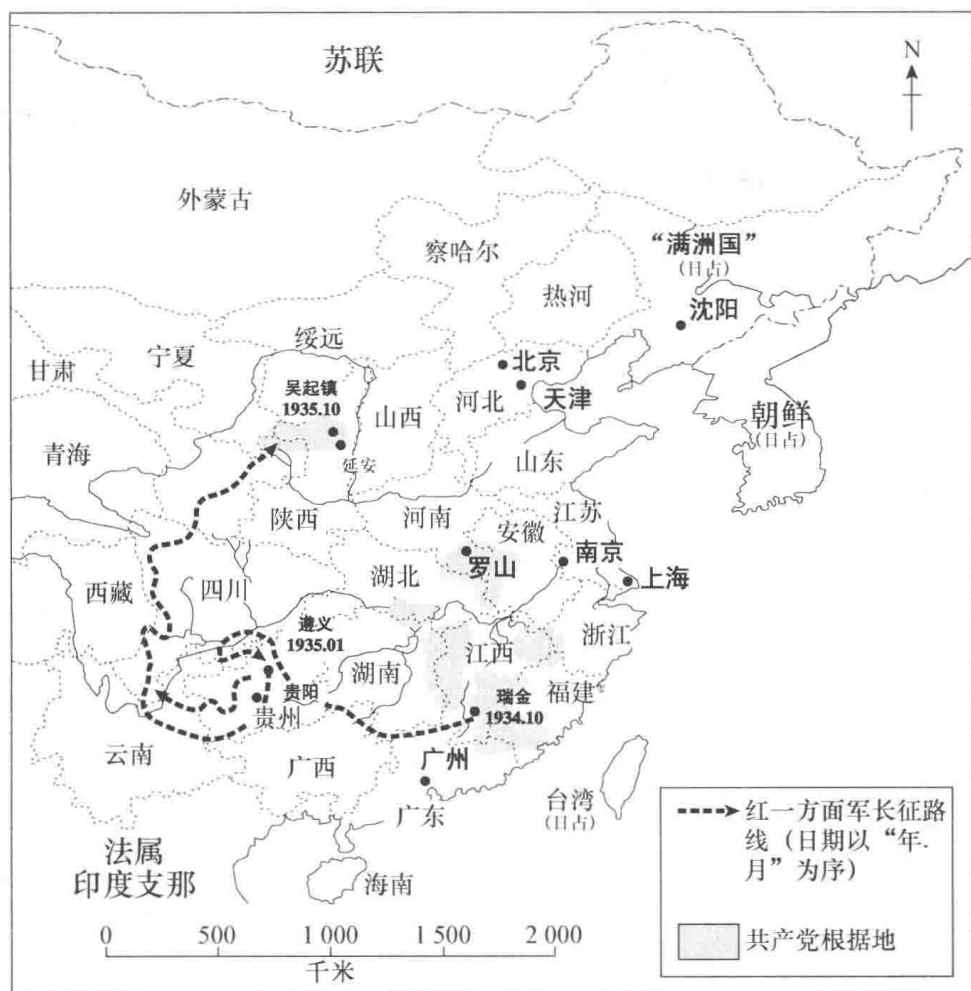 苏联
N
外蒙古
察哈尔
“满洲国”
(日占)
热河
沈阳
绥远
宁夏
北京
甘肃
吴起镇
1935.10
天津
河北
山西
朝鲜
(日占)
青海
延安
山东
陕西
河南
江苏
安徽
南京
罗山
上海
湖北
西藏
四川
遵义
1935.01
浙江
江西
湖南
贵阳
瑞金
1934.10
福建
贵州
云南
广西
广州
广东
台湾
(日占)
法属
印度支那
海南
红一方面军长征路
线（日期以“年.
月”为序）
共产党根据地
0
500
1 000
1 500
2 000
千米